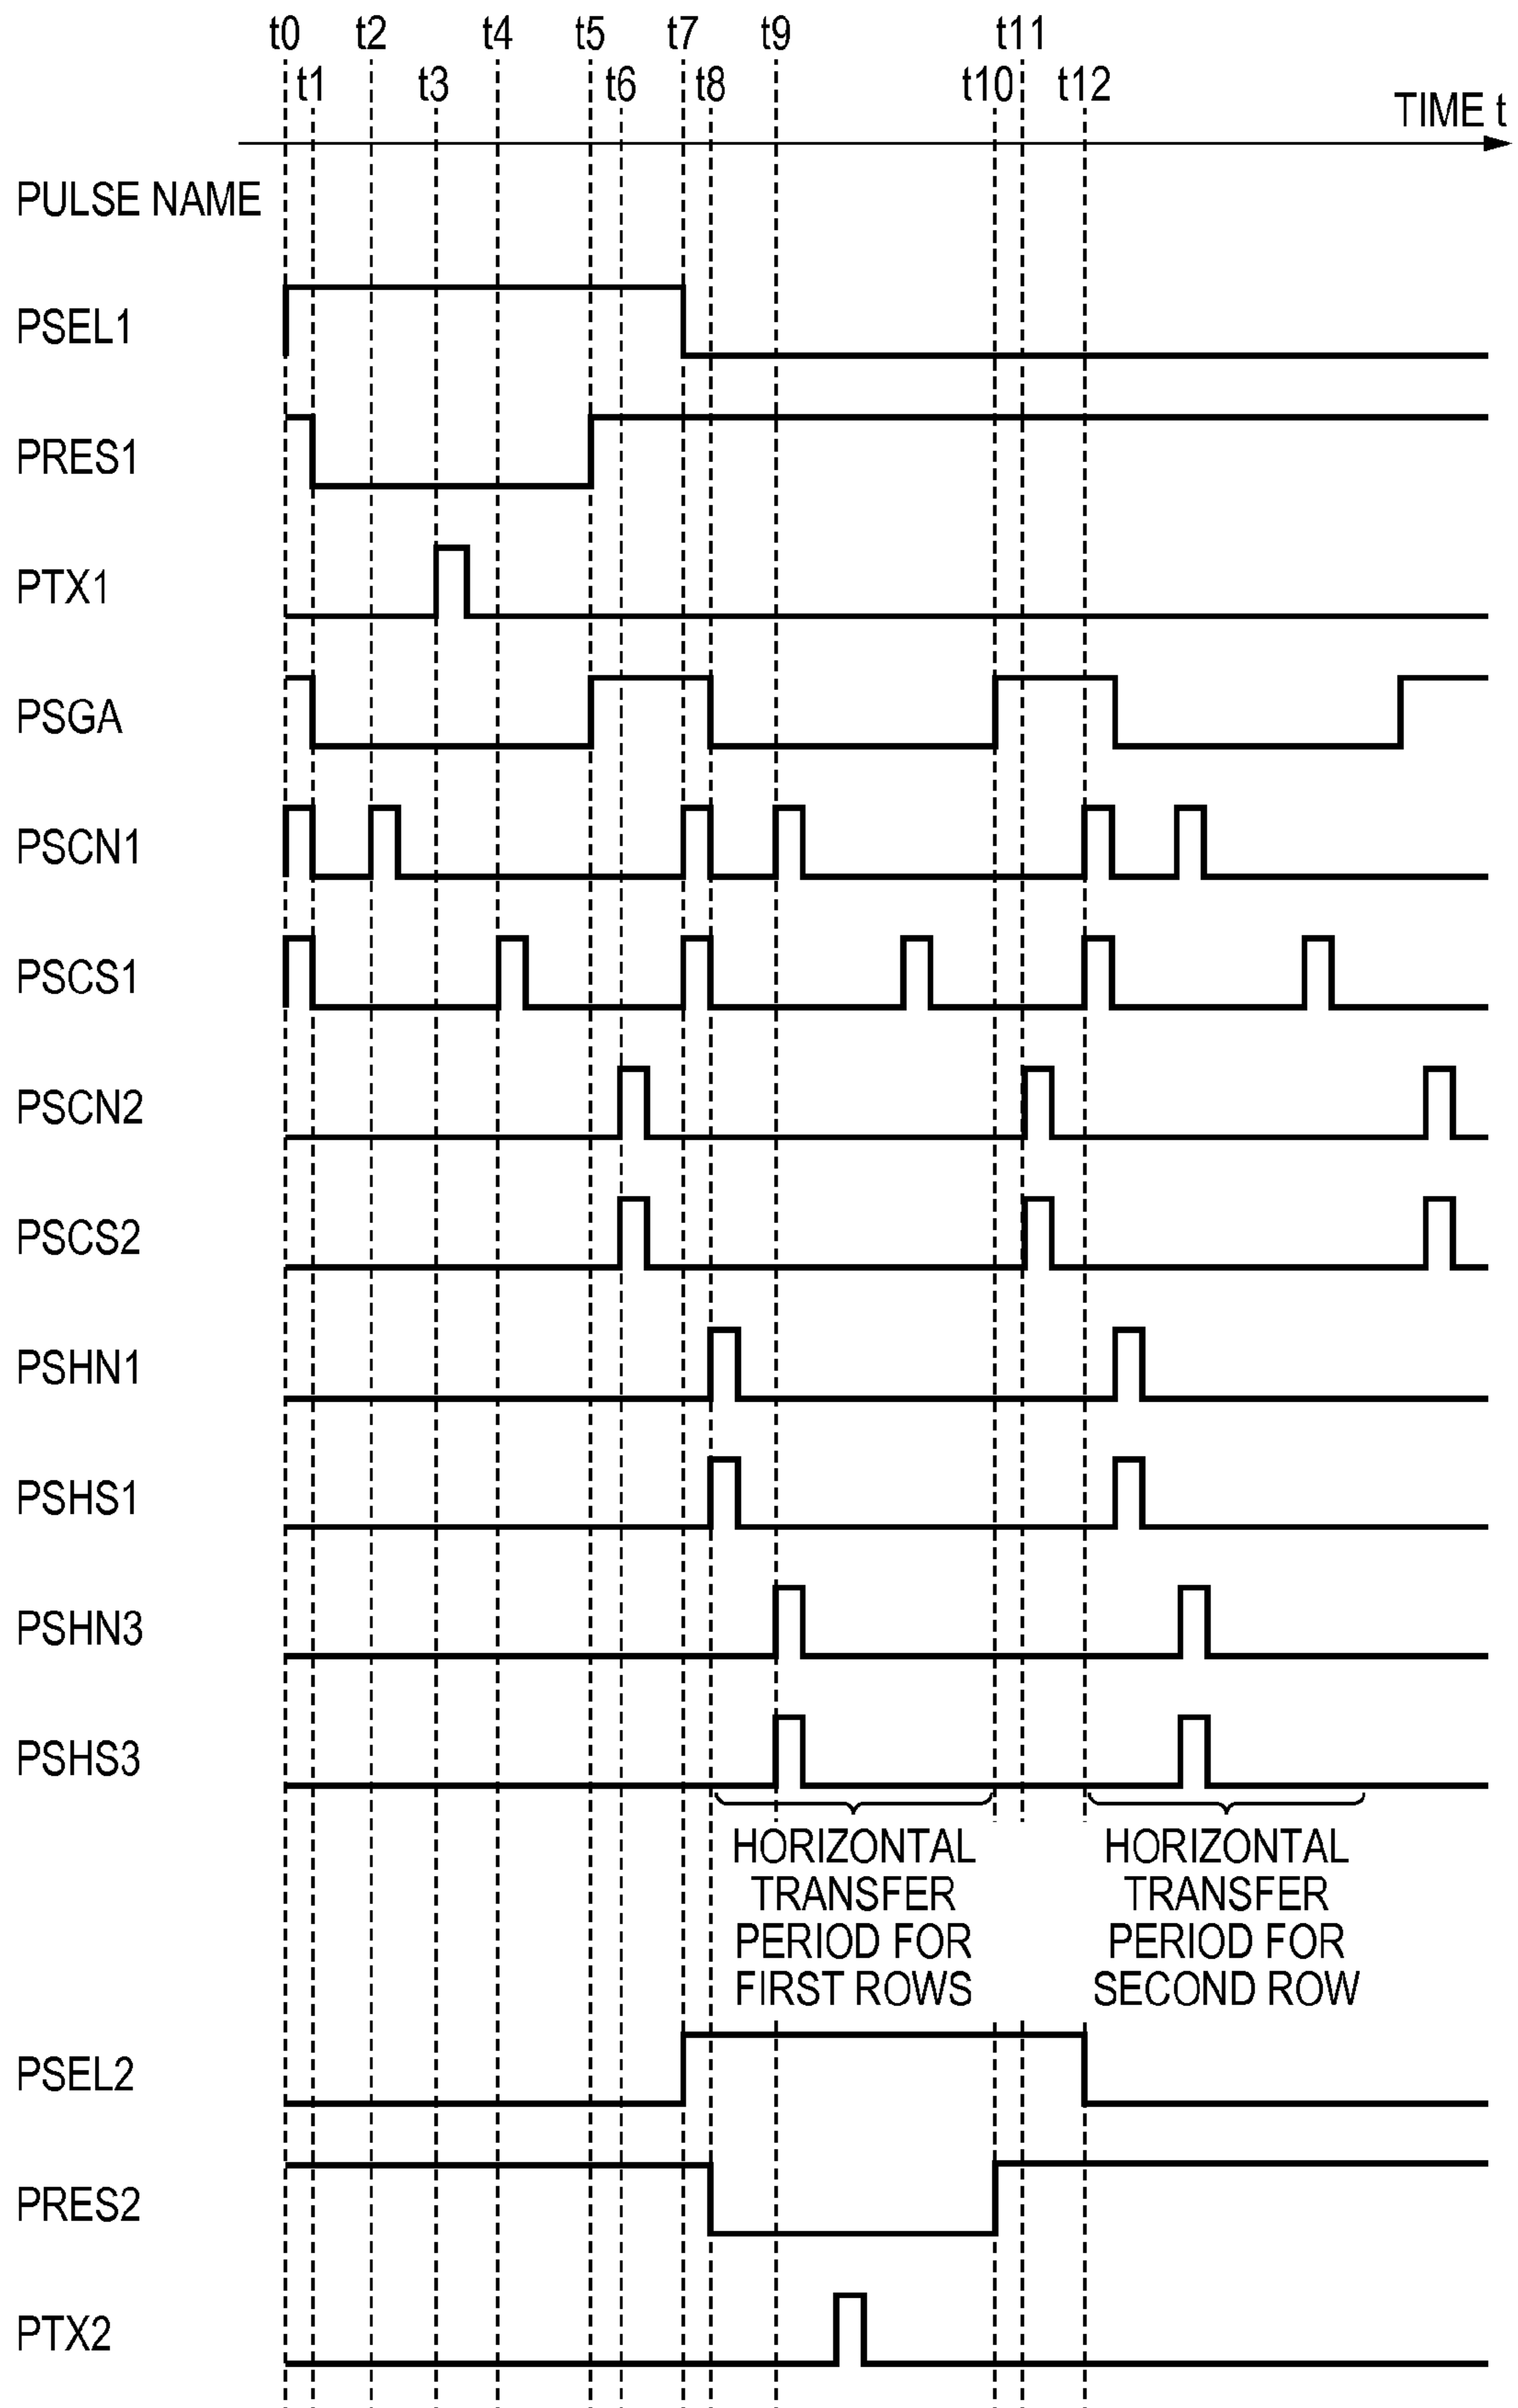 t0 t2 t4 t5 t7 t9 t11
t1 t3 t6 t8 t10 t12
TIME t
PULSE NAME
PSEL1
PRES1
PTX1
PSGA
PSCN1
PSCS1
PSCN2
PSCS2
PSHN1
PSHS1
PSHN3
PSHS3
HORIZONTAL
TRANSFER
PERIOD FOR
FIRST ROWS
HORIZONTAL
TRANSFER
PERIOD FOR
SECOND ROW
PSEL2
PRES2
PTX2